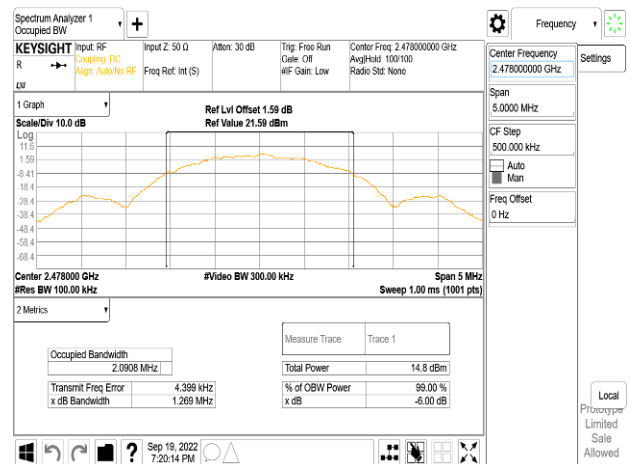 Spectrum Analyzer 1
Occupied BW
+
Frequency
KEYSIGHT
R
Input: RF
Coupling: DC
Align: Auto/No RF
Input Z: 50 Ω
Freq Ref: Int (S)
Atten: 30 dB
Trig: Free Run
Gate: Off
#IF Gain: Low
Center Freq: 2.478000000 GHz
Avg|Hold: 100/100
Radio Std: None
Center Frequency
2.478000000 GHz
Settings
Span
5.0000 MHz
CF Step
500.000 kHz
Auto
Man
Freq Offset
0 Hz
1 Graph
Scale/Div 10.0 dB
Ref Lvl Offset 1.59 dB
Ref Value 21.59 dBm
Log
11.6
1.59
-8.41
-18.4
-28.4
-38.4
-48.4
-58.4
-68.4
Center 2.478000 GHz
#Res BW 100.00 kHz
#Video BW 300.00 kHz
Span 5 MHz
Sweep 1.00 ms (1001 pts)
2 Metrics
Measure Trace Trace 1
Occupied Bandwidth
2.0908 MHz
Total Power 14.8 dBm
Transmit Freq Error 4.399 kHz
% of OBW Power 99.00 %
x dB Bandwidth 1.269 MHz
x dB -6.00 dB
Local
Prototype
Limited
Sale
Allowed
?
Sep 19, 2022
7:20:14 PM